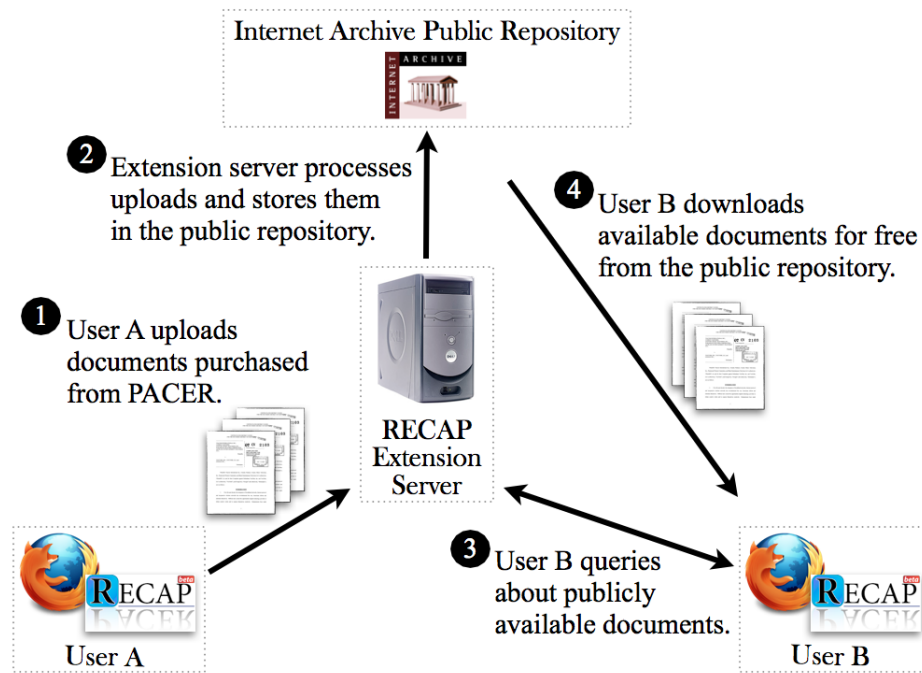 Internet Archive Public Repository
INTERNET
ARCHIVE
2
Extension server processes
uploads and stores them
in the public repository.
4
User B downloads
available documents for free
from the public repository.
1
User A uploads
documents purchased
from PACER.
RECAP
Extension
Server
3
User B queries
about publicly
available documents.
RECAP
beta
User A
RECAP
beta
User B